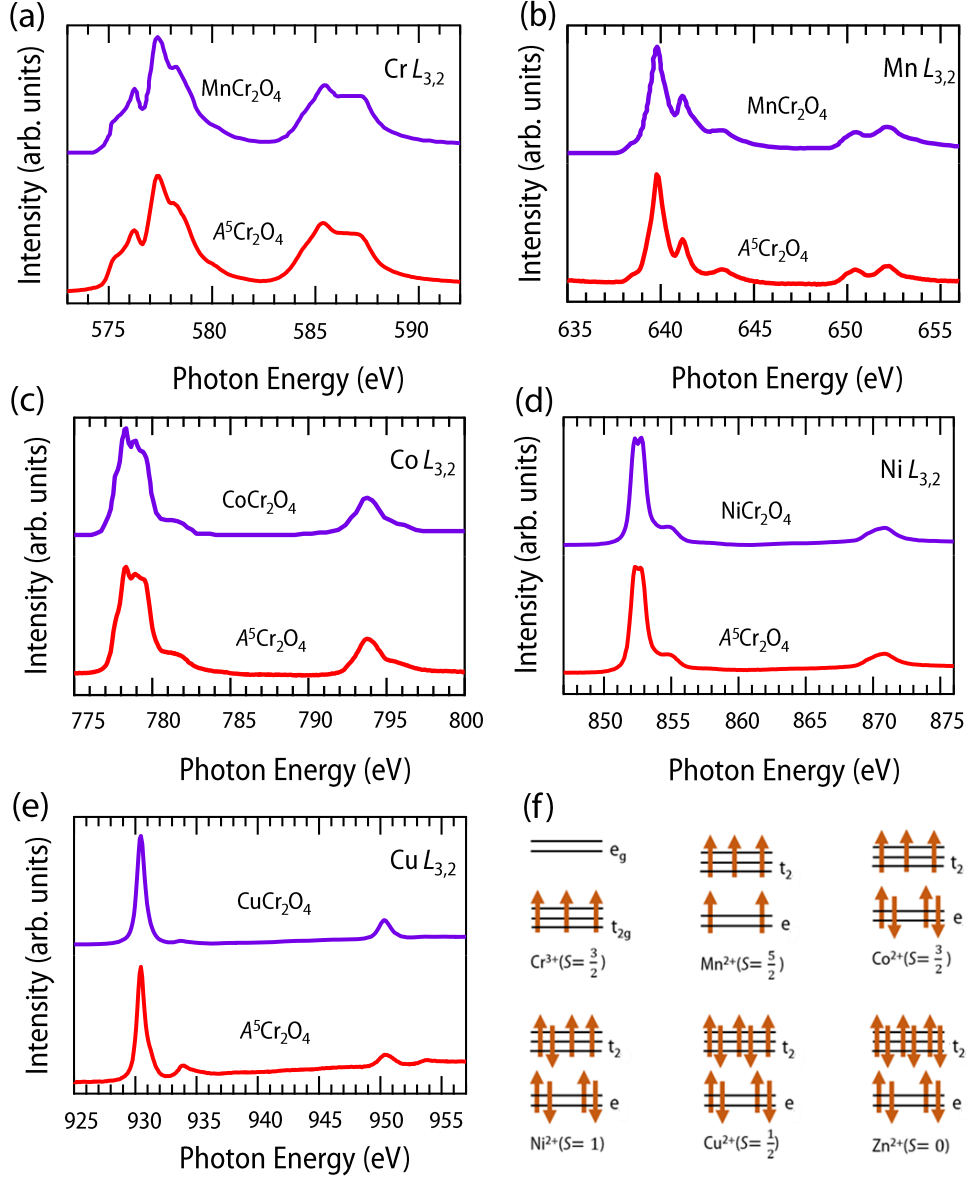 (a)
Intensity (arb. units)
Cr L3,2
MnCr2O4
A5Cr2O4
575 580 585 590
Photon Energy (eV)
(b)
Intensity (arb. units)
Mn L3,2
MnCr2O4
A5Cr2O4
635 640 645 650 655
Photon Energy (eV)
(c)
Intensity (arb. units)
Co L3,2
CoCr2O4
A5Cr2O4
775 780 785 790 795 800
Photon Energy (eV)
(d)
Intensity (arb. units)
Ni L3,2
NiCr2O4
A5Cr2O4
850 855 860 865 870 875
Photon Energy (eV)
(e)
Intensity (arb. units)
Cu L3,2
CuCr2O4
A5Cr2O4
925 930 935 940 945 950 955
Photon Energy (eV)
(f)
eg
t2g
Cr3+(S= 3/2)
t2
e
Mn2+(S= 5/2)
t2
e
Co2+(S= 3/2)
t2
e
Ni2+(S= 1)
t2
e
Cu2+(S= 1/2)
t2
e
Zn2+(S= 0)